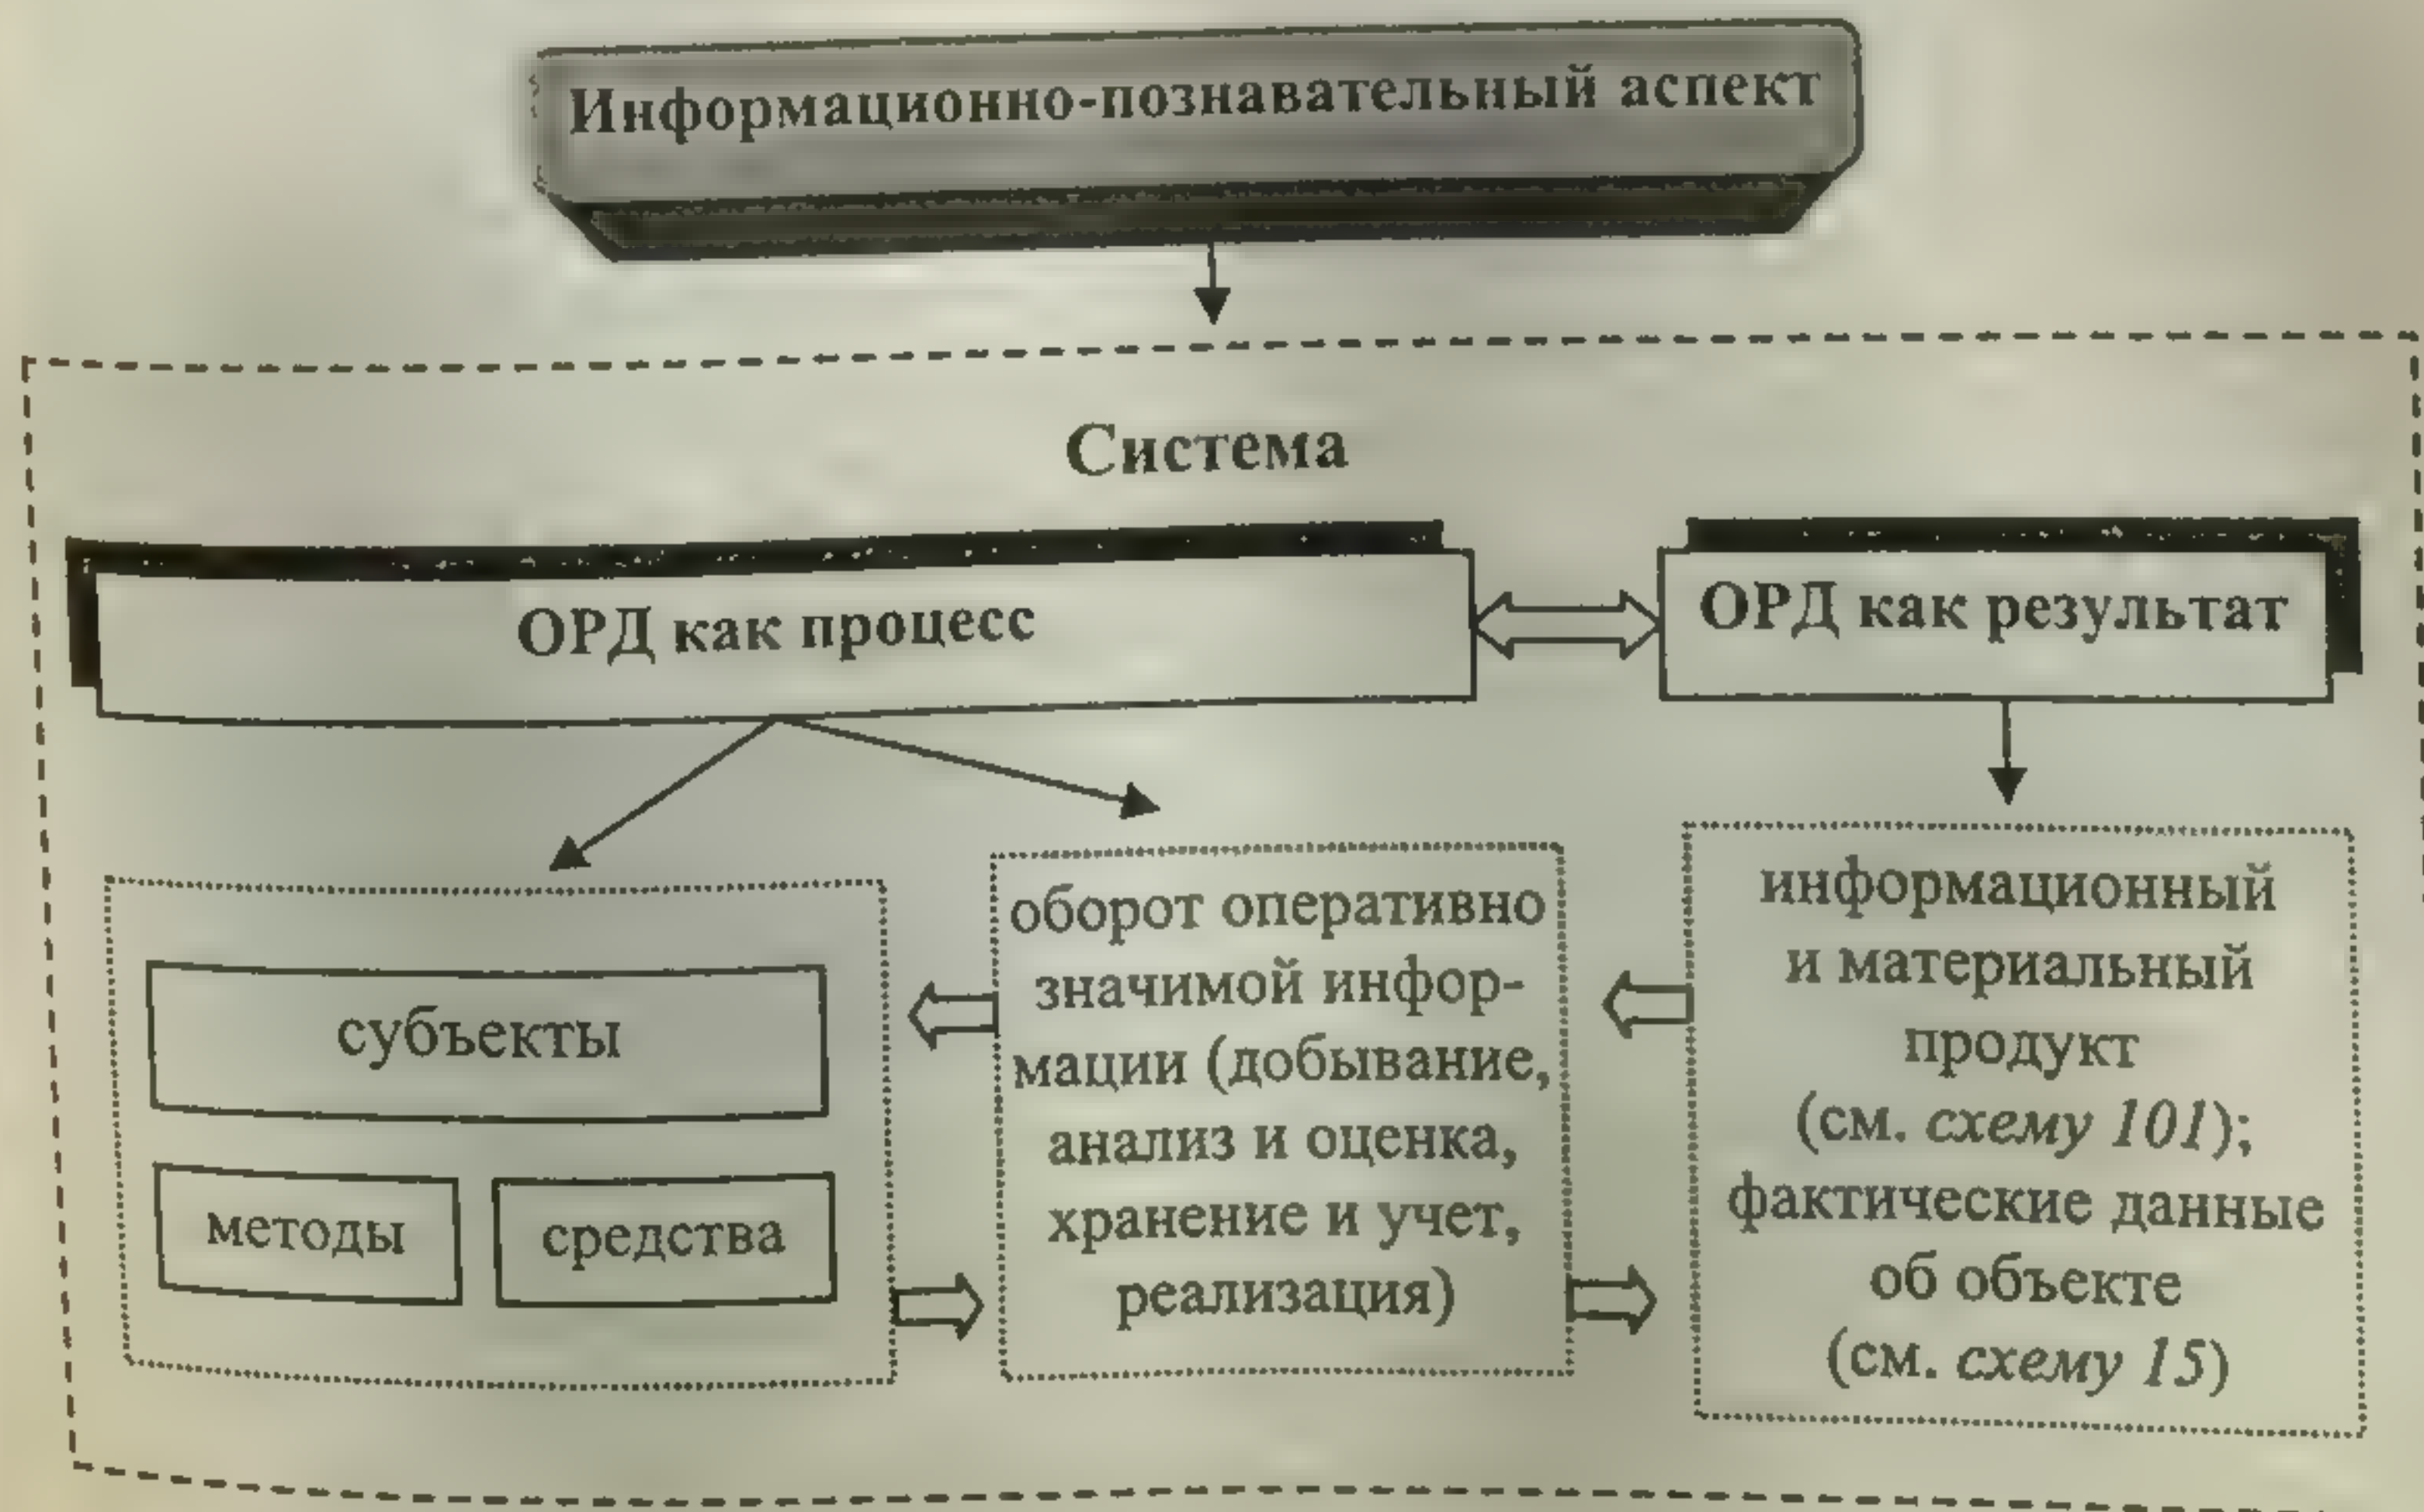 Информационно-познавательный аспект
Система
ОРД как процесс
ОРД как результат
субъекты
методы
средства
оборот оперативно
значимой инфор-
мации (добывание,
анализ и оценка,
хранение и учет,
реализация)
информационный
и материальный
продукт
(см. схему 101);
фактические данные
об объекте
(см. схему 15)